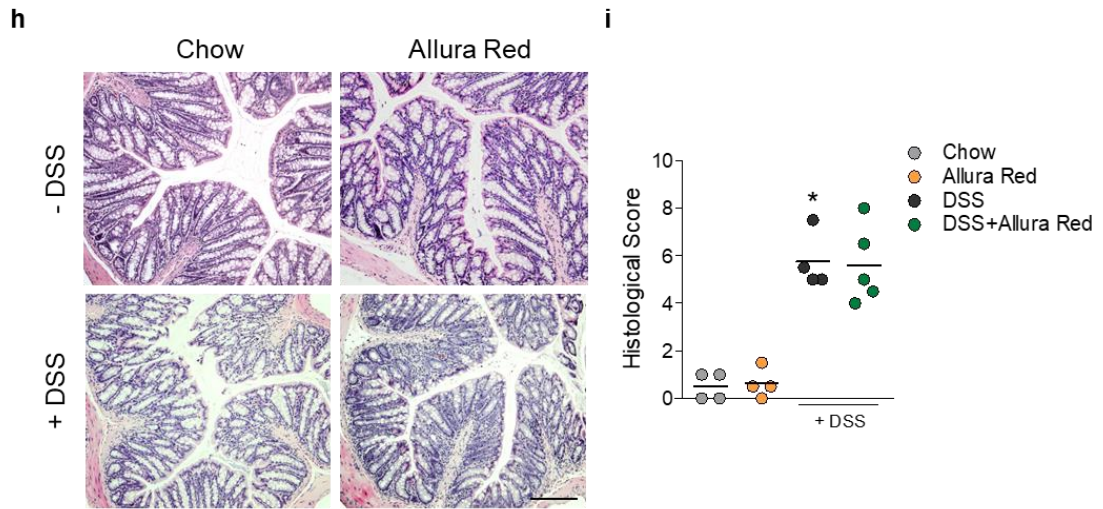 h
Chow
Allura Red
- DSS
+ DSS
i
Histological Score
10
8
6
4
2
0
*
+ DSS
Chow
Allura Red
DSS
DSS+Allura Red